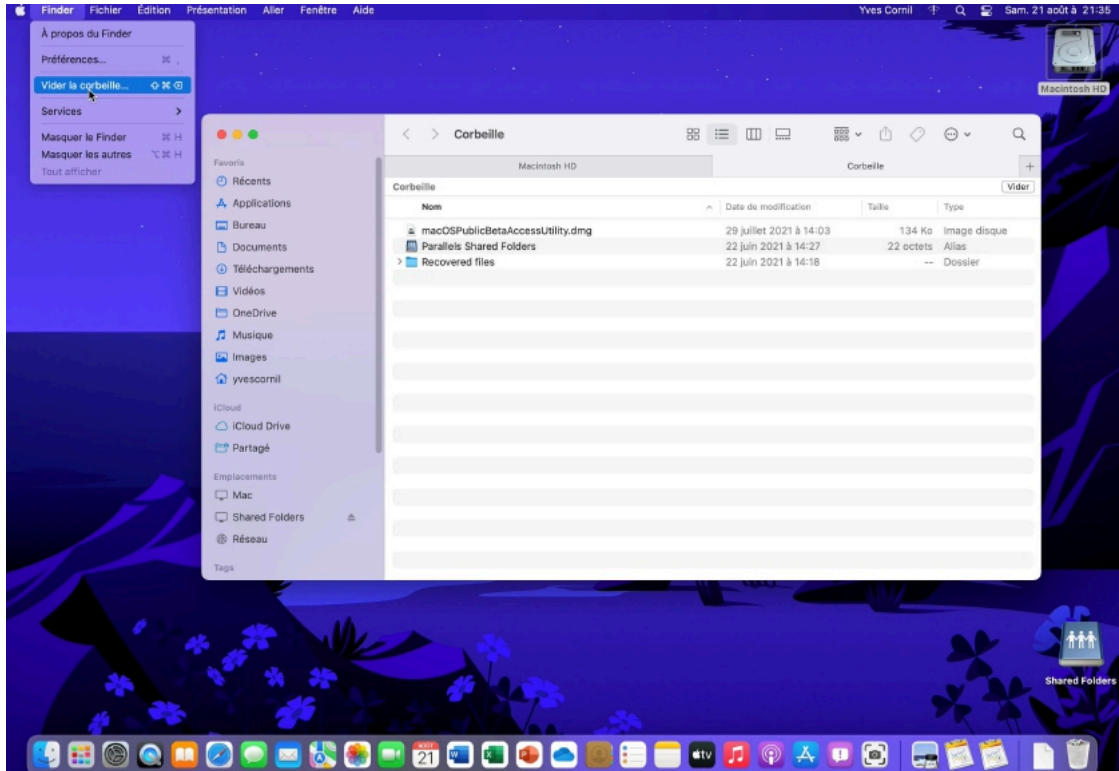 Finder Fichier Édition Présentation Aller Fenêtre Aide Yves Cornil Sam. 21 août à 21:35
À propos du Finder
Préférences... ⌘ ,
Vider la corbeille... ⇧ ⌘ ⌫
Services
Masquer le Finder ⌘ H
Masquer les autres ⌥ ⌘ H
Tout afficher
Macintosh HD
Corbeille
Macintosh HD Corbeille +
Corbeille Vider
Nom Date de modification Taille Type
macOSPublicBetaAccessUtility.dmg 29 juillet 2021 à 14:03 134 Ko Image disque
Parallels Shared Folders 22 juin 2021 à 14:27 22 octets Alias
Recovered files 22 juin 2021 à 14:18 -- Dossier
Favoris
Récents
Applications
Bureau
Documents
Téléchargements
Vidéos
OneDrive
Musique
Images
yvescornil
iCloud
iCloud Drive
Partagé
Emplacements
Mac
Shared Folders
Réseau
Tags
Shared Folders
AOÛT
21
tv